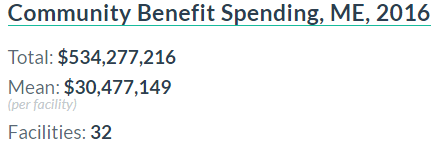 Community Benefit Spending, ME, 2016
Total: $534,277,216
Mean: $30,477,149
(per facility)
Facilities: 32